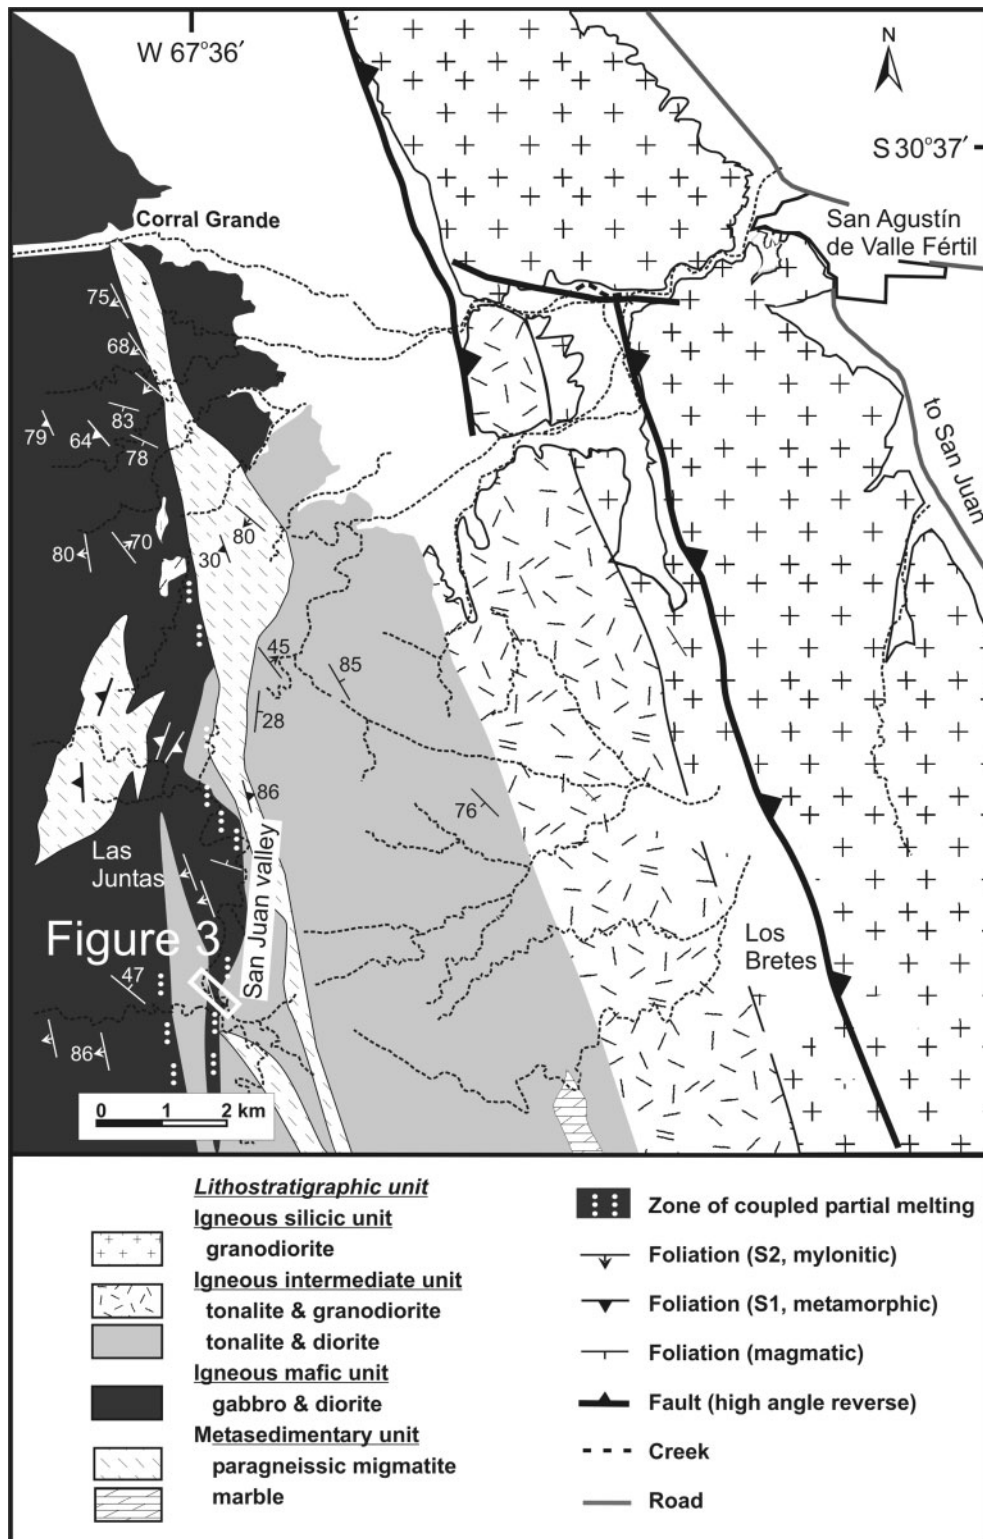 W 67°36′
N
S 30°37′
Corral Grande
San Agustín
de Valle Fértil
75
68
83
79
64
78
to San Juan
80
70
80
30
45
85
28
86
76
Las
Juntas
San Juan valley
Figure 3
Los
Bretes
47
86
0 1 2 km
Lithostratigraphic unit
Igneous silicic unit
granodiorite
Igneous intermediate unit
tonalite & granodiorite
tonalite & diorite
Igneous mafic unit
gabbro & diorite
Metasedimentary unit
paragneissic migmatite
marble
Zone of coupled partial melting
Foliation (S2, mylonitic)
Foliation (S1, metamorphic)
Foliation (magmatic)
Fault (high angle reverse)
Creek
Road